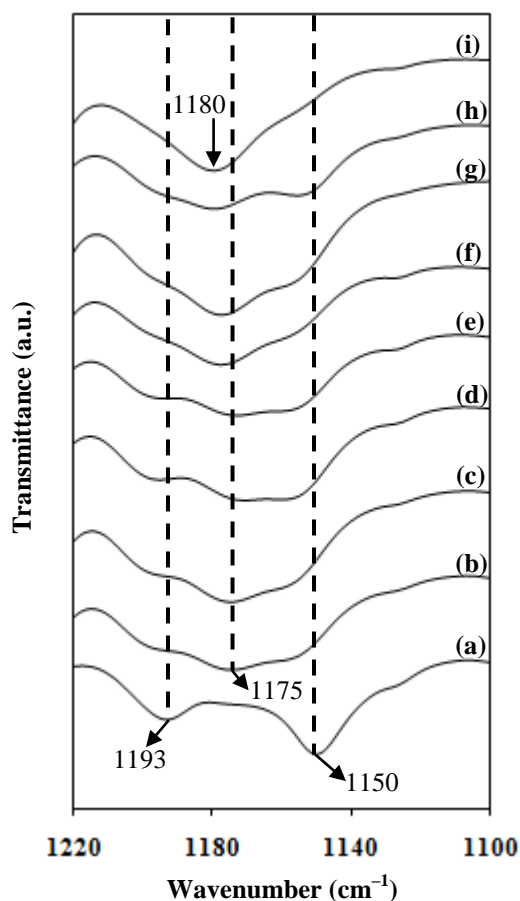 (i)
1180
(h)
(g)
(f)
(e)
(d)
(c)
(b)
(a)
1175
1193
1150
Transmittance (a.u.)
1220 1180 1140 1100
Wavenumber (cm⁻¹)